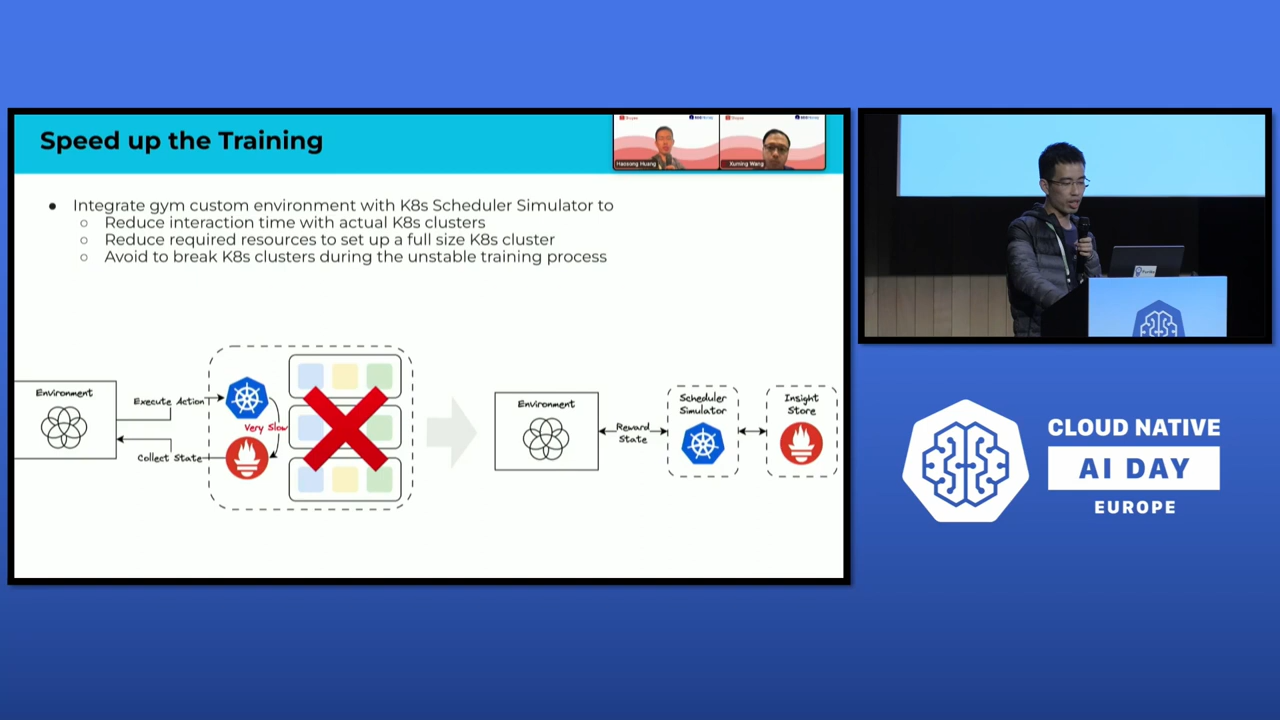 Speed up the Training
Haoxong Huang
Xuming Wang
● Integrate gym custom environment with K8s Scheduler Simulator to
○ Reduce interaction time with actual K8s clusters
○ Reduce required resources to set up a full size K8s cluster
○ Avoid to break K8s clusters during the unstable training process
Environment
Execute Action
Very Slow
Collect State
Environment
Reward
State
Scheduler
Simulator
Insight
Store
CLOUD NATIVE
AI DAY
EUROPE